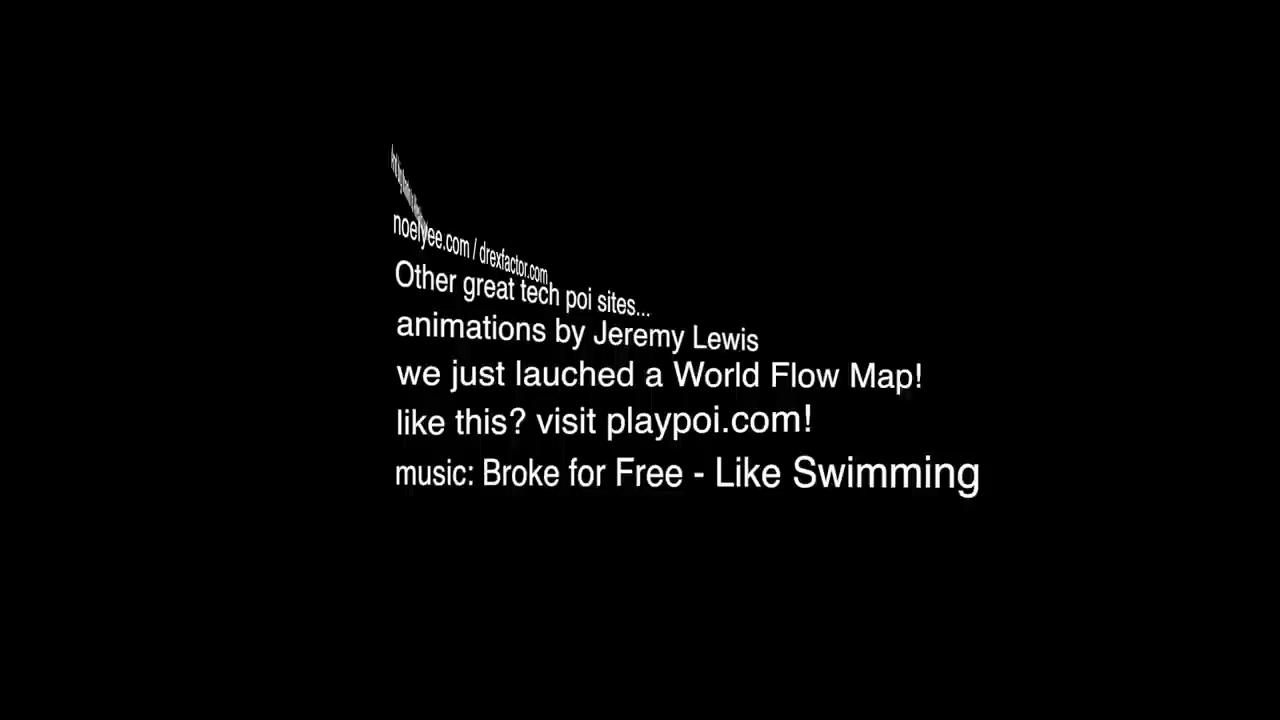 noelyee.com / drexfactor.com
Other great tech poi sites...
animations by Jeremy Lewis
we just lauched a World Flow Map!
like this? visit playpoi.com!
music: Broke for Free - Like Swimming